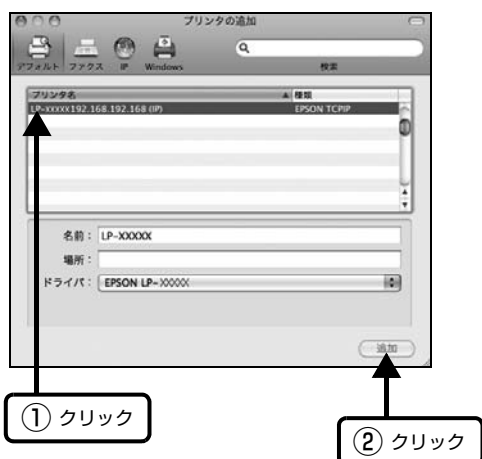 プリンタの追加
デフォルト ファクス IP Windows 検索
プリンタ名 種類
LP-xxxxx192.168.192.168 (IP) EPSON TCPIP
名前： LP-XXXXX
場所：
ドライバ： EPSON LP-XXXXX
追加
① クリック
② クリック